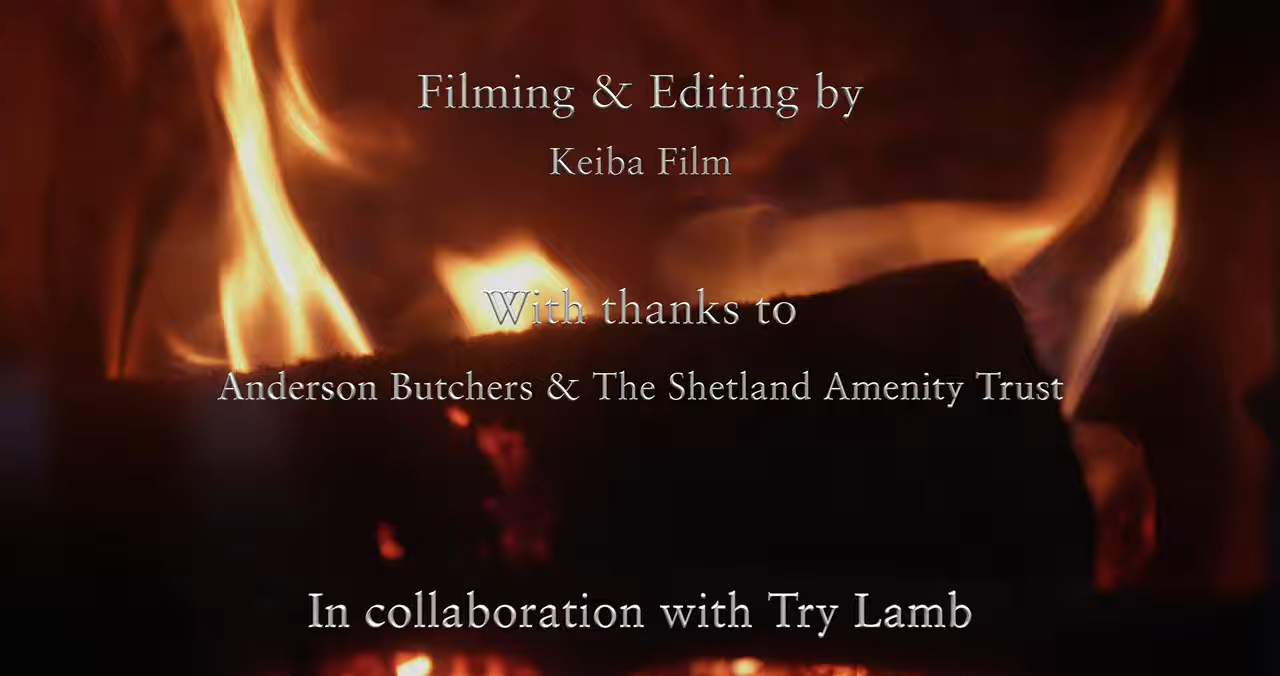 Filming & Editing by
Keiba Film
With thanks to
Anderson Butchers & The Shetland Amenity Trust
In collaboration with Try Lamb